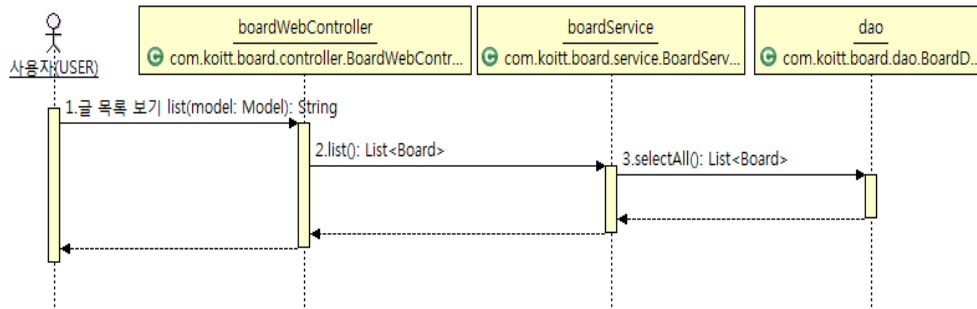 boardWebController
boardService
dao
사용자(USER)
com.koitt.board.controller.BoardWebContr...
com.koitt.board.service.BoardServ...
com.koitt.board.dao.BoardD...
1.글 목록 보기 list(model: Model): String
2.list(): List<Board>
3.selectAll(): List<Board>